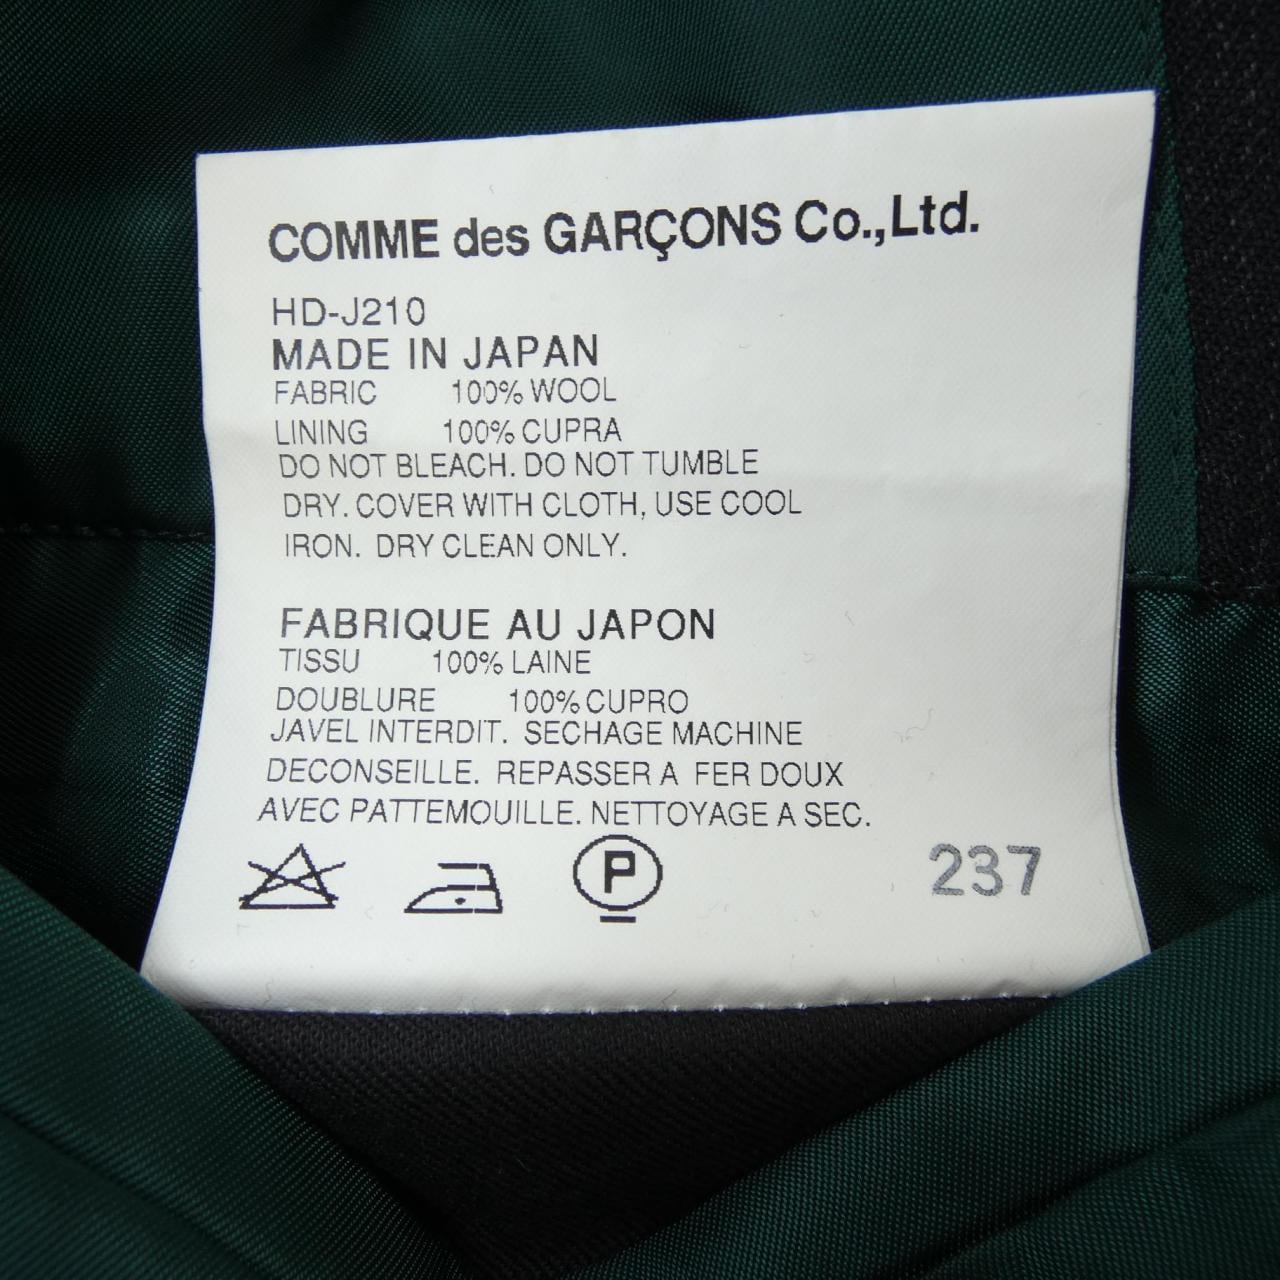 COMME des GARÇONS Co.,Ltd.
HD-J210
MADE IN JAPAN
FABRIC 100% WOOL
LINING 100% CUPRA
DO NOT BLEACH. DO NOT TUMBLE
DRY. COVER WITH CLOTH, USE COOL
IRON. DRY CLEAN ONLY.
FABRIQUE AU JAPON
TISSU 100% LAINE
DOUBLURE 100% CUPRO
JAVEL INTERDIT. SECHAGE MACHINE
DECONSEILLE. REPASSER A FER DOUX
AVEC PATTEMOUILLE. NETTOYAGE A SEC.
P
237